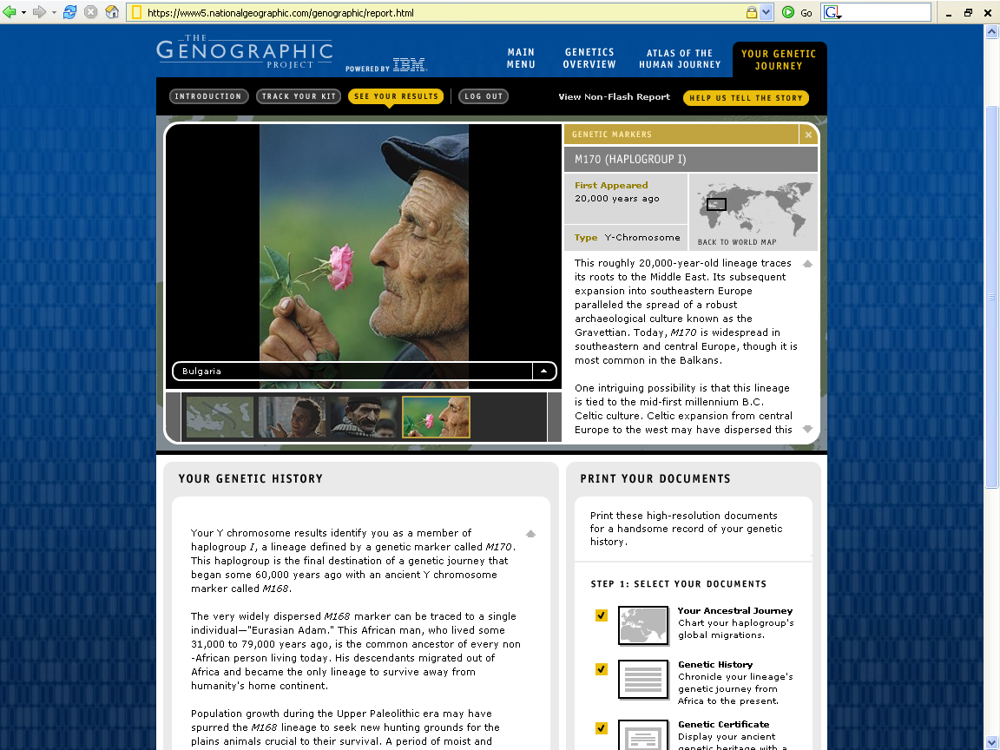 https://www5.nationalgeographic.com/genographic/report.html
Go
G
THE
GENOGRAPHIC
PROJECT
POWERED BY IBM
MAIN
MENU
GENETICS
OVERVIEW
ATLAS OF THE
HUMAN JOURNEY
YOUR GENETIC
JOURNEY
INTRODUCTION
TRACK YOUR KIT
SEE YOUR RESULTS
LOG OUT
View Non-Flash Report
HELP US TELL THE STORY
Bulgaria
GENETIC MARKERS
M170 (HAPLOGROUP I)
First Appeared
20,000 years ago
Type Y-Chromosome
BACK TO WORLD MAP
This roughly 20,000-year-old lineage traces
its roots to the Middle East. Its subsequent
expansion into southeastern Europe
paralleled the spread of a robust
archaeological culture known as the
Gravettian. Today, M170 is widespread in
southeastern and central Europe, though it is
most common in the Balkans.
One intriguing possibility is that this lineage
is tied to the mid-first millennium B.C.
Celtic culture. Celtic expansion from central
Europe to the west may have dispersed this
YOUR GENETIC HISTORY
Your Y chromosome results identify you as a member of
haplogroup I, a lineage defined by a genetic marker called M170.
This haplogroup is the final destination of a genetic journey that
began some 60,000 years ago with an ancient Y chromosome
marker called M168.
The very widely dispersed M168 marker can be traced to a single
individual—"Eurasian Adam." This African man, who lived some
31,000 to 79,000 years ago, is the common ancestor of every non
-African person living today. His descendants migrated out of
Africa and became the only lineage to survive away from
humanity's home continent.
Population growth during the Upper Paleolithic era may have
spurred the M168 lineage to seek new hunting grounds for the
plains animals crucial to their survival. A period of moist and
PRINT YOUR DOCUMENTS
Print these high-resolution documents
for a handsome record of your genetic
history.
STEP 1: SELECT YOUR DOCUMENTS
Your Ancestral Journey
Chart your haplogroup's
global migrations.
Genetic History
Chronicle your lineage's
genetic journey from
Africa to the present.
Genetic Certificate
Display your ancient
genetic heritage with a